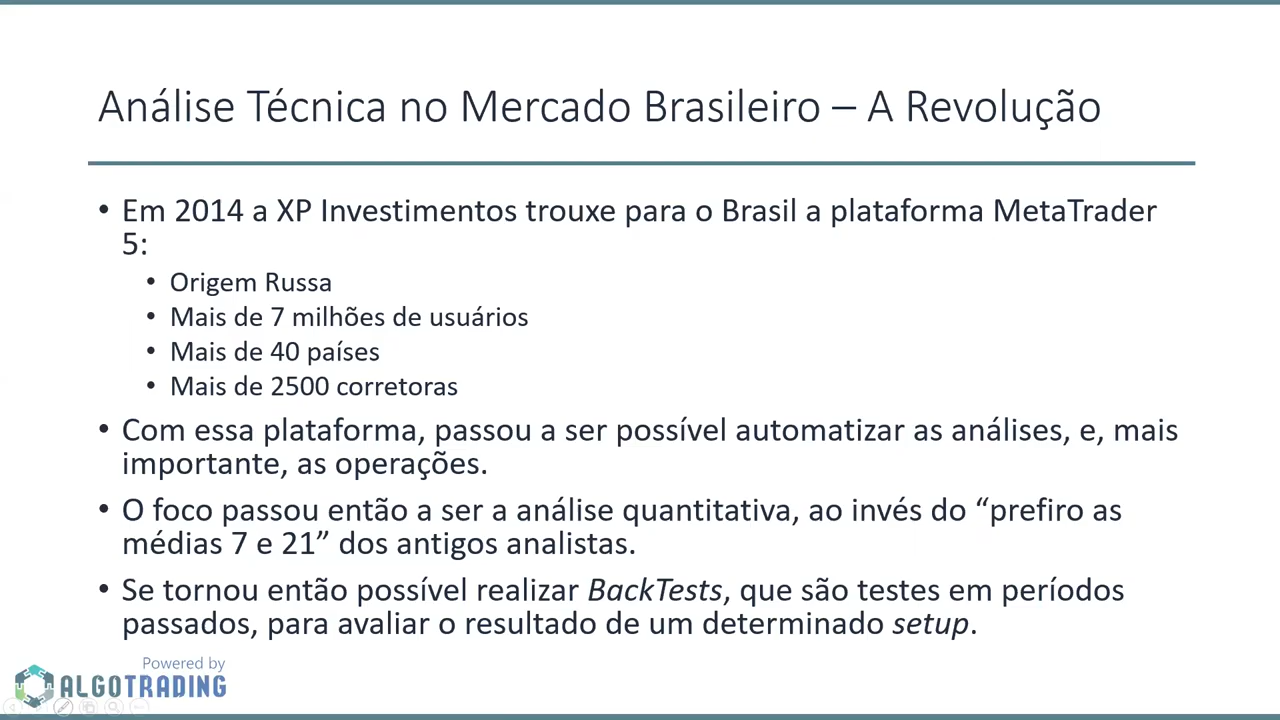 Análise Técnica no Mercado Brasileiro – A Revolução
• Em 2014 a XP Investimentos trouxe para o Brasil a plataforma MetaTrader
5:
• Origem Russa
• Mais de 7 milhões de usuários
• Mais de 40 países
• Mais de 2500 corretoras
• Com essa plataforma, passou a ser possível automatizar as análises, e, mais
importante, as operações.
• O foco passou então a ser a análise quantitativa, ao invés do “prefiro as
médias 7 e 21” dos antigos analistas.
• Se tornou então possível realizar BackTests, que são testes em períodos
passados, para avaliar o resultado de um determinado setup.
Powered by
ALGOTRADING